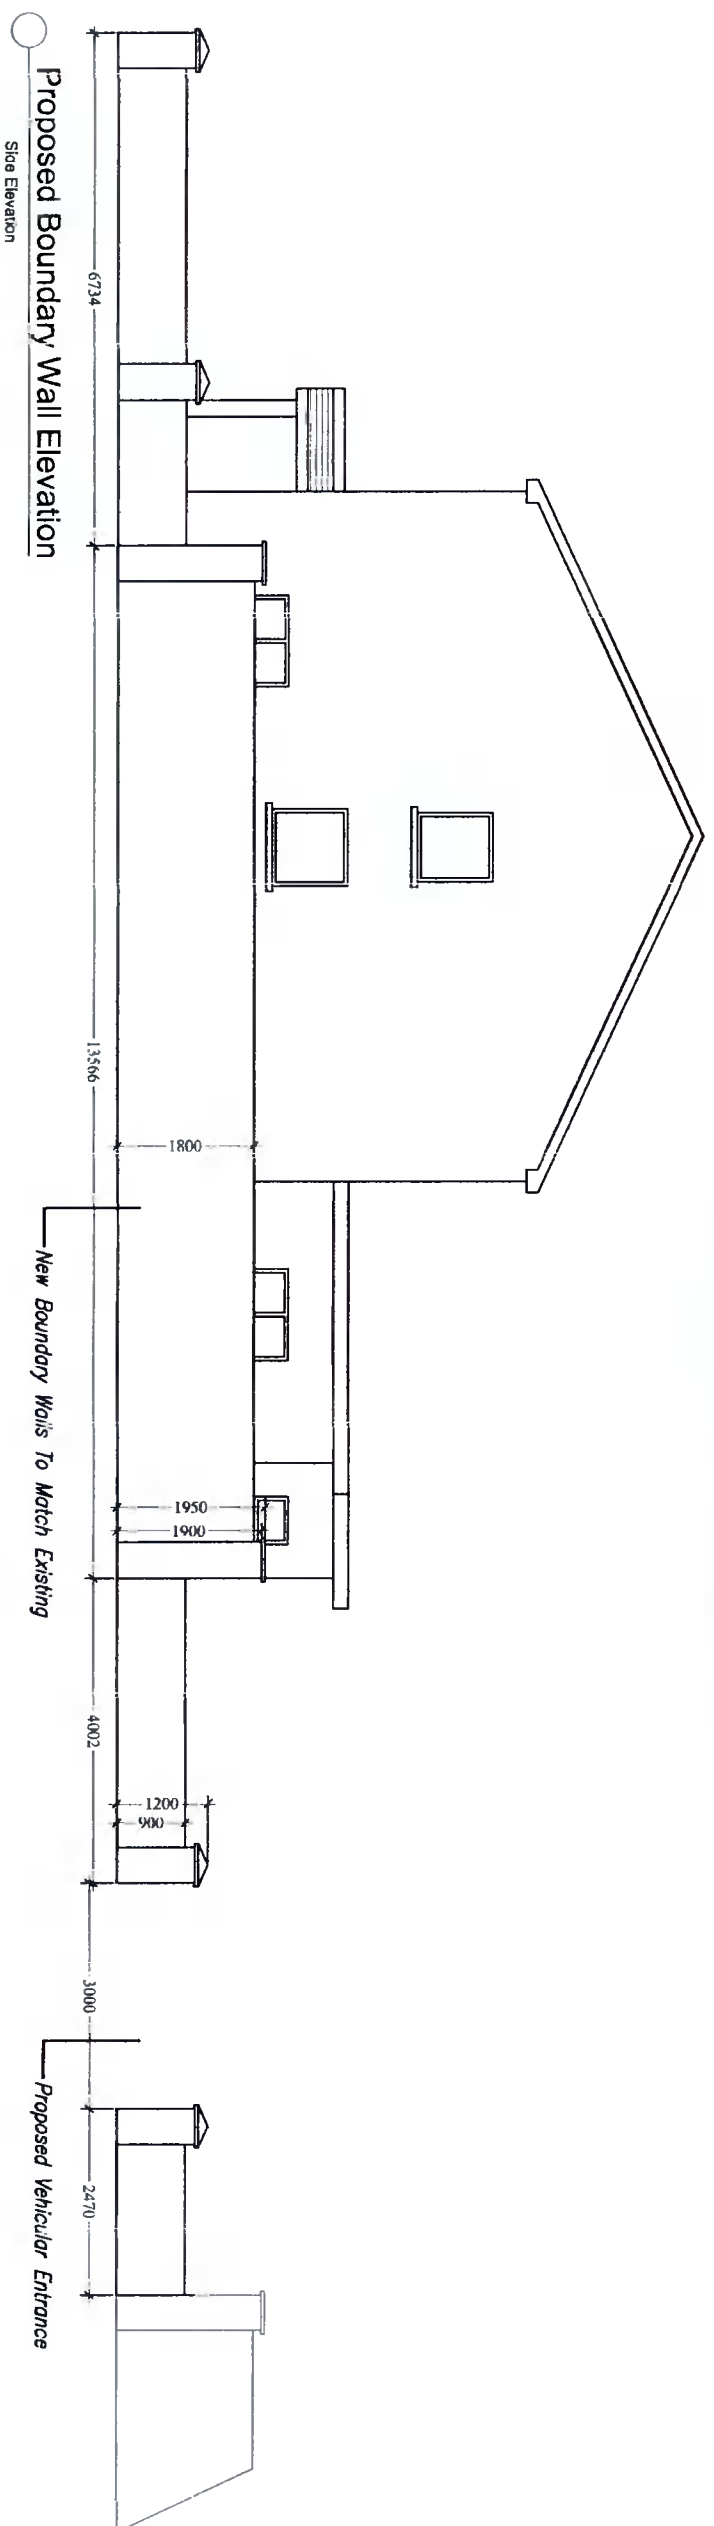 Proposed Boundary Wall Elevation
Side Elevation
6734
13566
4002
3000
2470
1800
1950
1900
1200
900
New Boundary Walls To Match Existing
Proposed Vehicular Entrance